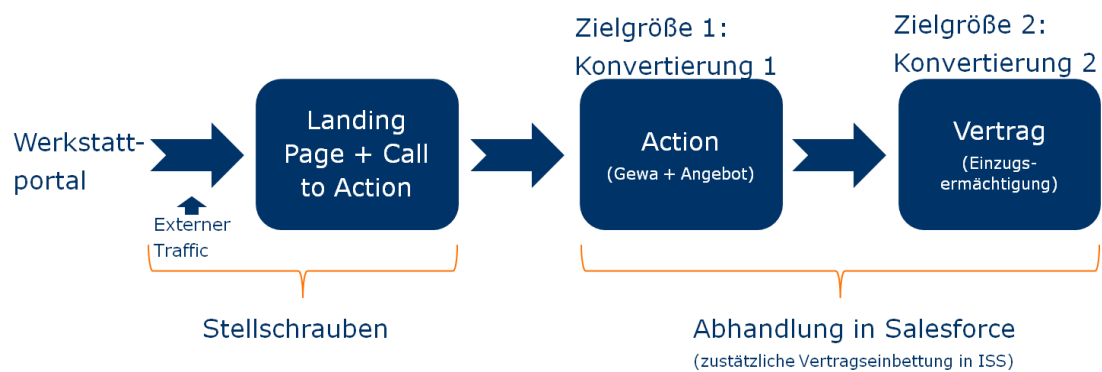 Zielgröße 1:
Konvertierung 1
Zielgröße 2:
Konvertierung 2
Werkstatt-
portal
Externer
Traffic
Landing
Page + Call
to Action
Action
(Gewa + Angebot)
Vertrag
(Einzugs-
ermächtigung)
Stellschrauben
Abhandlung in Salesforce
(zustätzliche Vertragseinbettung in ISS)